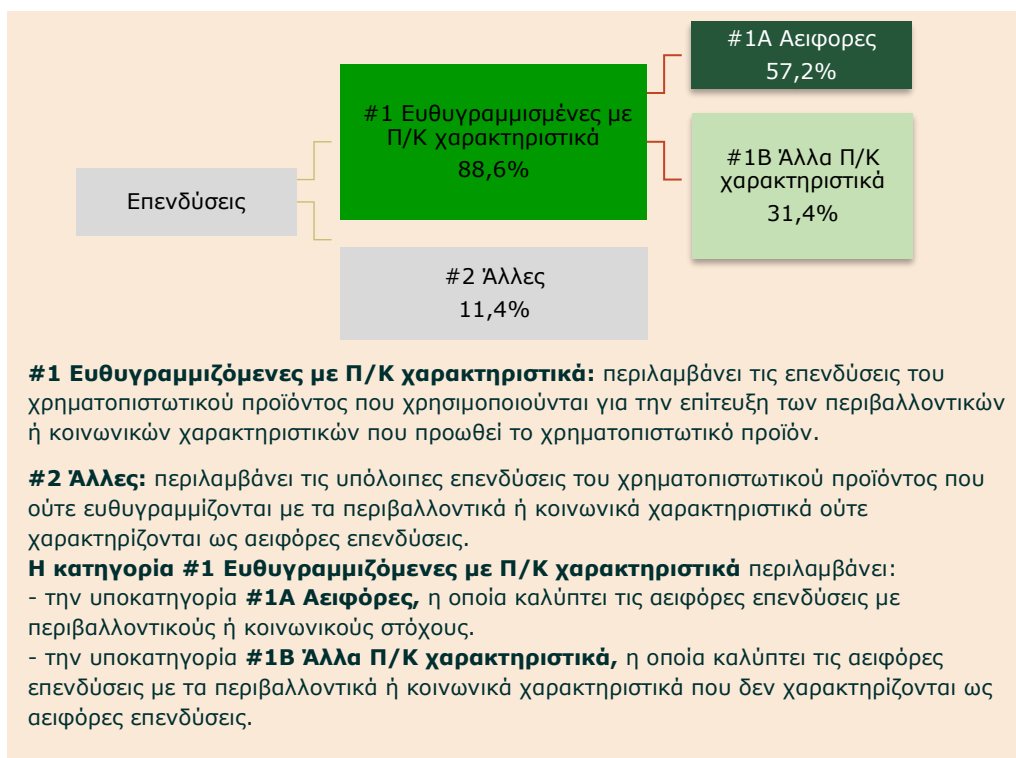 #1A Αειφορες
57,2%
#1 Ευθυγραμμισμένες με
Π/Κ χαρακτηριστικά
88,6%
#1B Άλλα Π/Κ
χαρακτηριστικά
31,4%
Επενδύσεις
#2 Άλλες
11,4%
#1 Ευθυγραμμιζόμενες με Π/Κ χαρακτηριστικά: περιλαμβάνει τις επενδύσεις του
χρηματοπιστωτικού προϊόντος που χρησιμοποιούνται για την επίτευξη των περιβαλλοντικών
ή κοινωνικών χαρακτηριστικών που προωθεί το χρηματοπιστωτικό προϊόν.
#2 Άλλες: περιλαμβάνει τις υπόλοιπες επενδύσεις του χρηματοπιστωτικού προϊόντος που
ούτε ευθυγραμμίζονται με τα περιβαλλοντικά ή κοινωνικά χαρακτηριστικά ούτε
χαρακτηρίζονται ως αειφόρες επενδύσεις.
Η κατηγορία #1 Ευθυγραμμιζόμενες με Π/Κ χαρακτηριστικά περιλαμβάνει:
- την υποκατηγορία #1Α Αειφόρες, η οποία καλύπτει τις αειφόρες επενδύσεις με
περιβαλλοντικούς ή κοινωνικούς στόχους.
- την υποκατηγορία #1Β Άλλα Π/Κ χαρακτηριστικά, η οποία καλύπτει τις αειφόρες
επενδύσεις με τα περιβαλλοντικά ή κοινωνικά χαρακτηριστικά που δεν χαρακτηρίζονται ως
αειφόρες επενδύσεις.